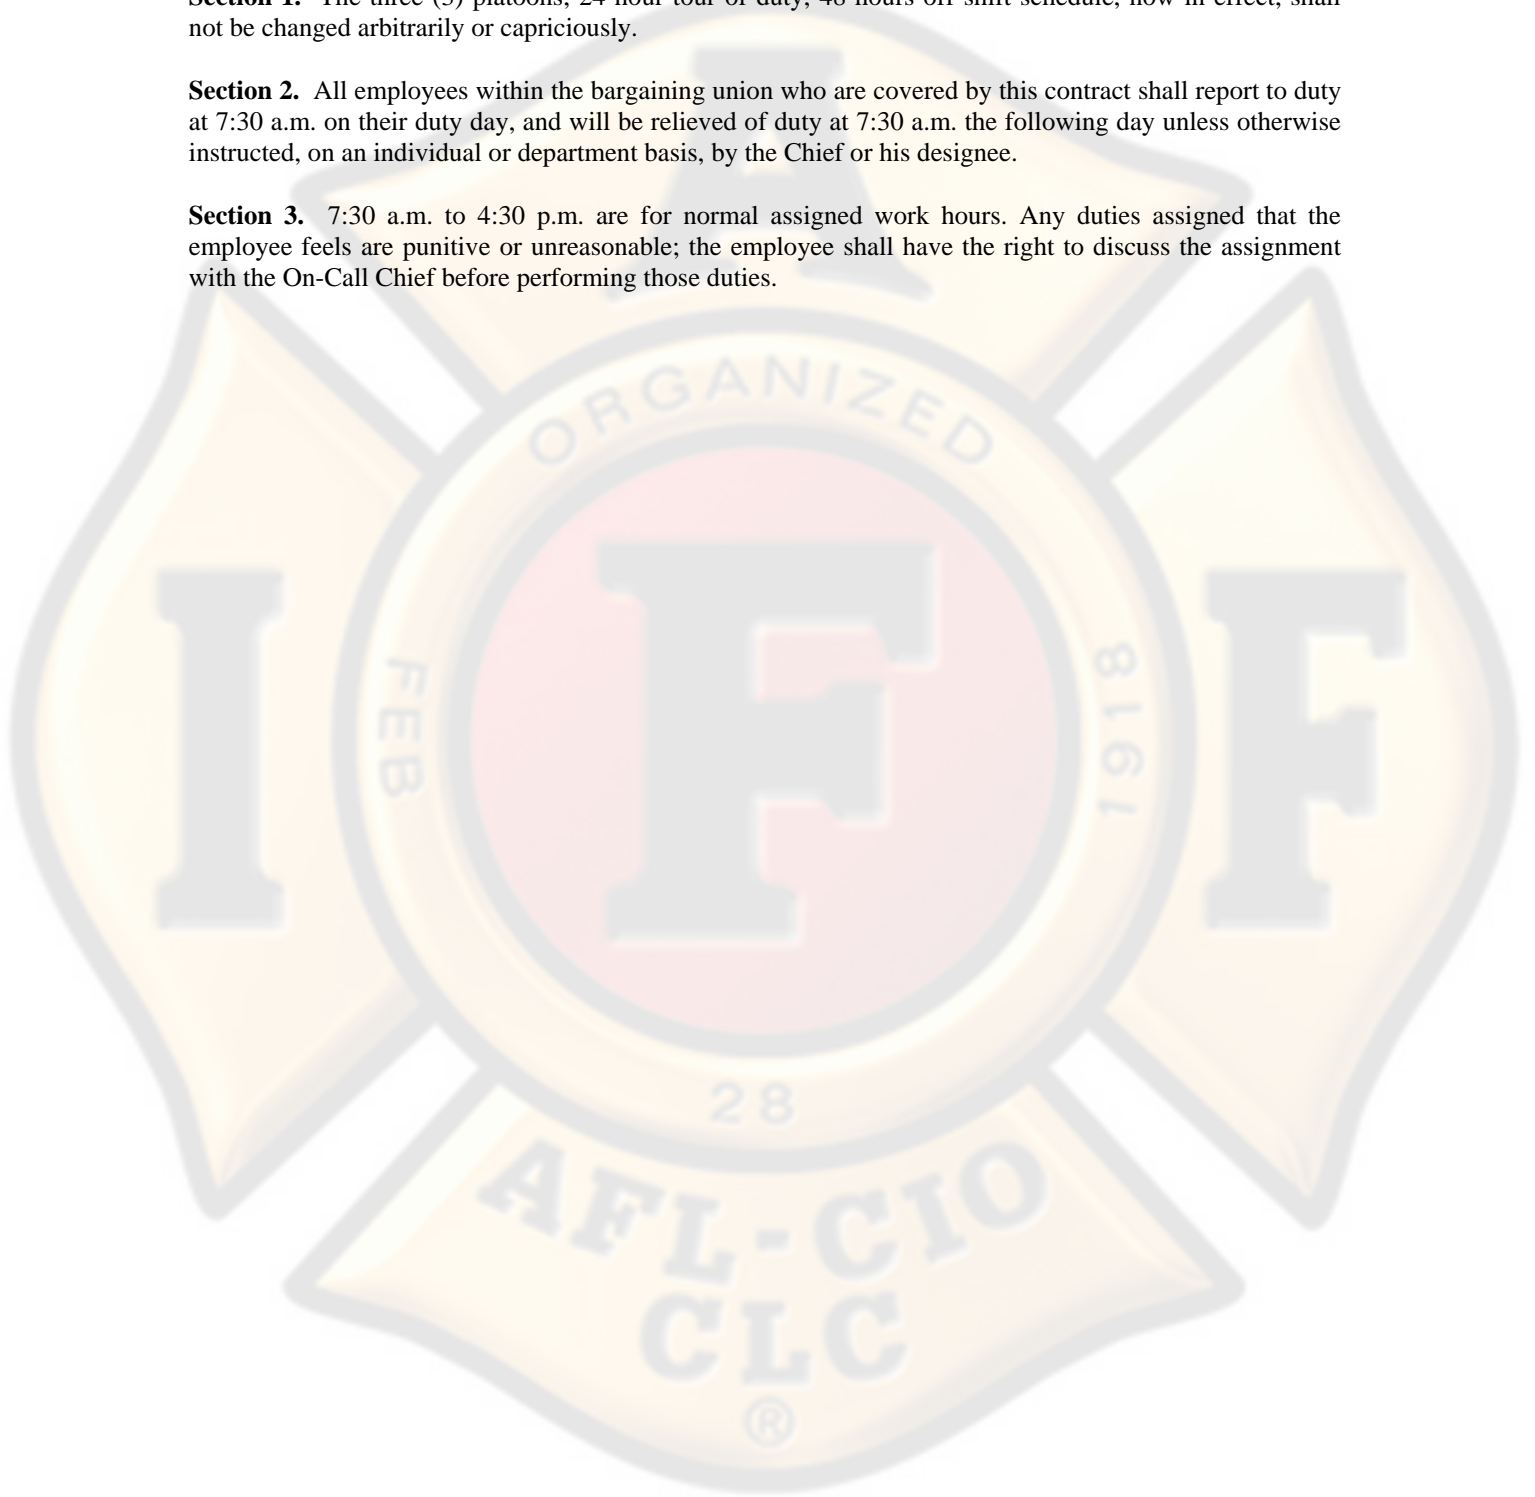 Section 1. The three (3) platoons, 24 hour tour of duty, 48 hours off shift schedule, now in effect, shall
not be changed arbitrarily or capriciously.
Section 2. All employees within the bargaining union who are covered by this contract shall report to duty
at 7:30 a.m. on their duty day, and will be relieved of duty at 7:30 a.m. the following day unless otherwise
instructed, on an individual or department basis, by the Chief or his designee.
Section 3. 7:30 a.m. to 4:30 p.m. are for normal assigned work hours. Any duties assigned that the
employee feels are punitive or unreasonable; the employee shall have the right to discuss the assignment
with the On-Call Chief before performing those duties.
A
ORGANIZED
I
FEB
F
1918
F
28
AFL-CIO
CLC
®